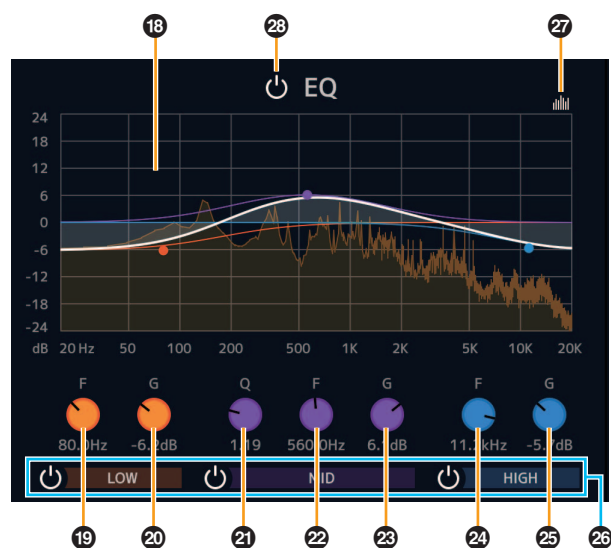 18 28 27
EQ
24
18
12
6
0
-6
-12
-18
-24
dB 20 Hz 50 100 200 500 1K 2K 5K 10K 20K
F G Q F G F G
80.0Hz -6.2dB 1.19 560.0Hz 6.1dB 11.2kHz -5.7dB
LOW MID HIGH
19 20 21 22 23 24 25 26